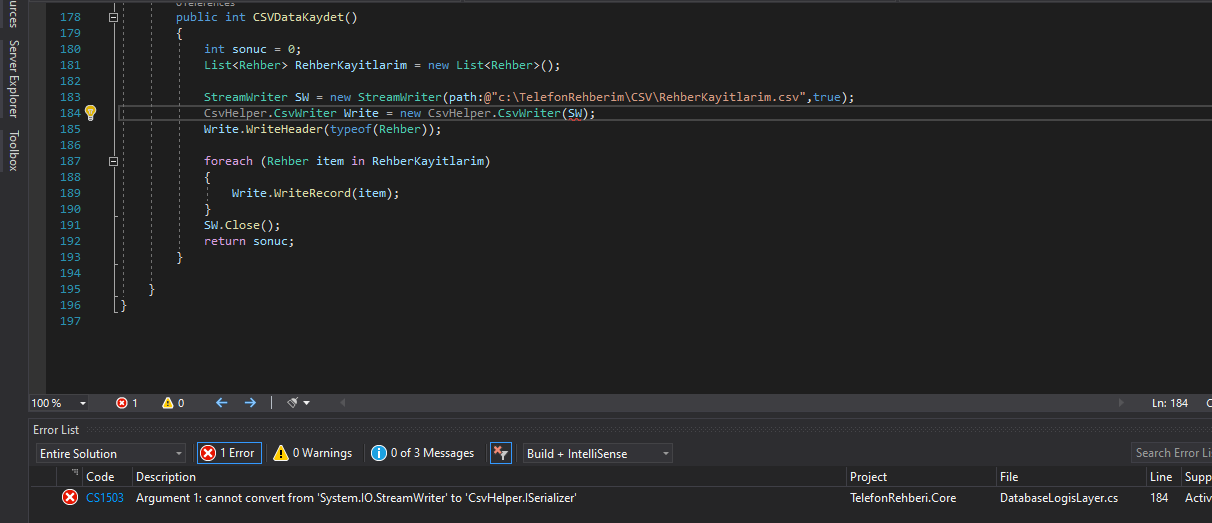 urces
Server Explorer
Toolbox
0 references
178 public int CSVDataKaydet()
179 {
180 int sonuc = 0;
181 List<Rehber> RehberKayitlarim = new List<Rehber>();
182
183 StreamWriter SW = new StreamWriter(path:@"c:\TelefonRehberim\CSV\RehberKayitlarim.csv",true);
184 CsvHelper.CsvWriter Write = new CsvHelper.CsvWriter(SW);
185 Write.WriteHeader(typeof(Rehber));
186
187 foreach (Rehber item in RehberKayitlarim)
188 {
189 Write.WriteRecord(item);
190 }
191 SW.Close();
192 return sonuc;
193 }
194
195 }
196 }
197
100 % 1 0 Ln: 184 C
Error List
Entire Solution 1 Error 0 Warnings 0 of 3 Messages Build + IntelliSense Search Error Li
Code Description Project File Line Supp
CS1503 Argument 1: cannot convert from 'System.IO.StreamWriter' to 'CsvHelper.ISerializer' TelefonRehberi.Core DatabaseLogisLayer.cs 184 Activ